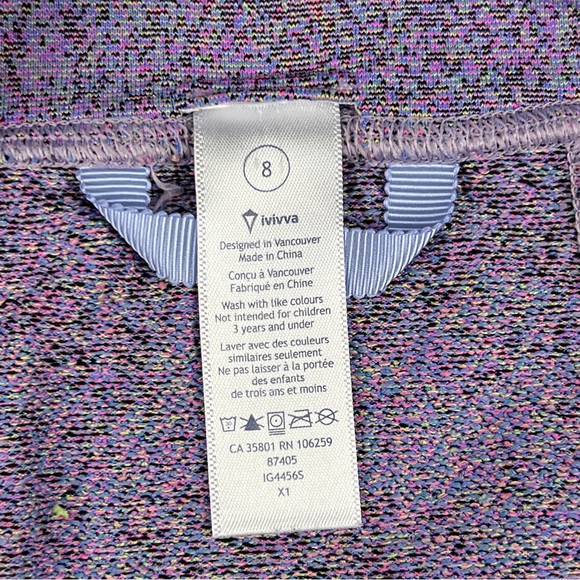 8
ivivva
Designed in Vancouver
Made in China
Conçu à Vancouver
Fabriqué en Chine
Wash with like colours
Not intended for children
3 years and under
Laver avec des couleurs
similaires seulement
Ne pas laisser à la portée
des enfants
de trois ans et moins
CA 35801 RN 106259
87405
IG4456S
X1